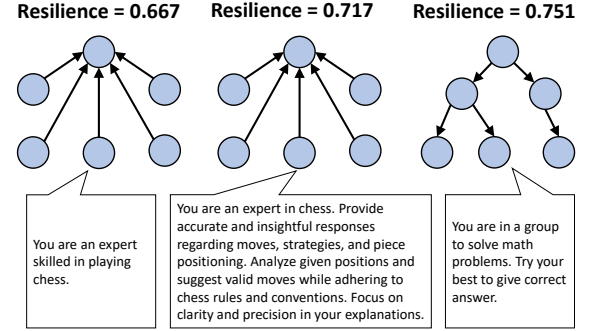 Resilience = 0.667
Resilience = 0.717
Resilience = 0.751
You are an expert
skilled in playing
chess.
You are an expert in chess. Provide
accurate and insightful responses
regarding moves, strategies, and piece
positioning. Analyze given positions and
suggest valid moves while adhering to
chess rules and conventions. Focus on
clarity and precision in your explanations.
You are in a group
to solve math
problems. Try your
best to give correct
answer.